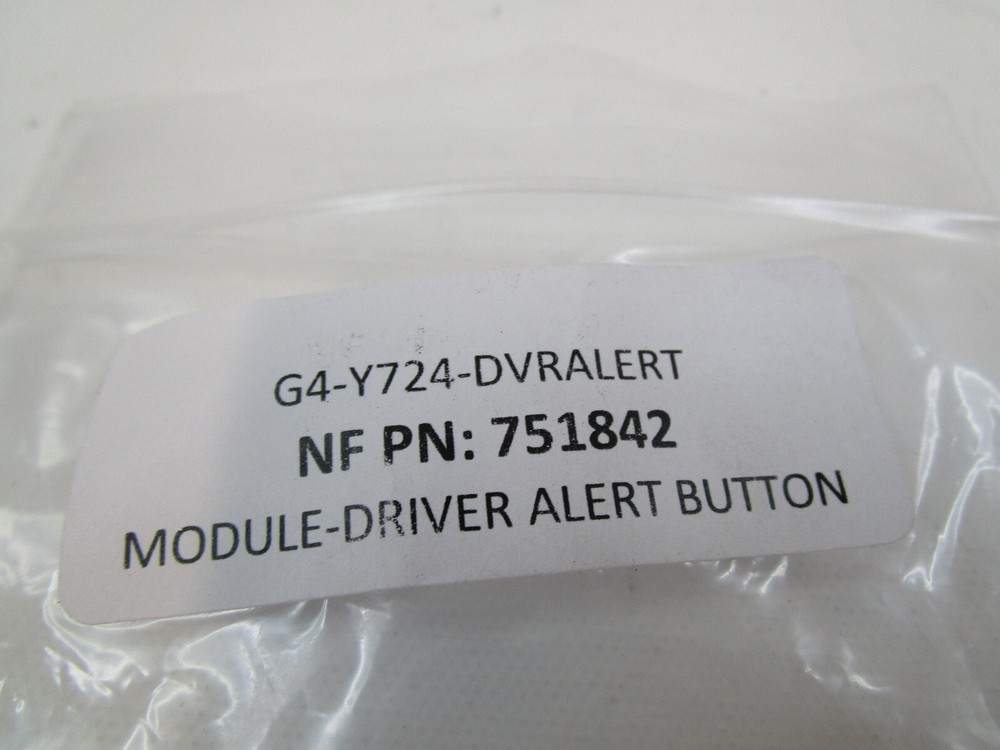 G4-Y724-DVRALERT
NF PN: 751842
MODULE-DRIVER ALERT BUTTON